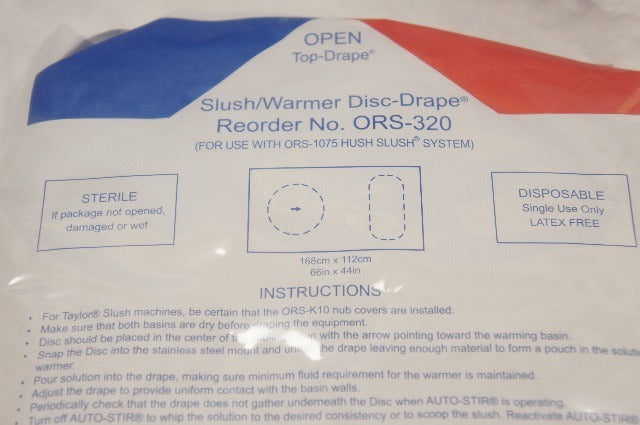 OPEN
Top-Drape®
Slush/Warmer Disc-Drape®
Reorder No. ORS-320
(FOR USE WITH ORS-1075 HUSH SLUSH® SYSTEM)
STERILE
If package not opened,
damaged or wet
DISPOSABLE
Single Use Only
LATEX FREE
168cm x 112cm
66in x 44in
INSTRUCTIONS
• For Taylor® Slush machines, be certain that the ORS-K10 nub covers are installed.
• Make sure that both basins are dry before draping the equipment.
• Disc should be placed in the center of the basin with the arrow pointing toward the warming basin.
• Snap the Disc into the stainless steel mount and the drape leaving enough material to form a pouch in the
warmer.
• Pour solution into the drape, making sure minimum fluid requirement for the warmer is maintained.
• Adjust the drape to provide uniform contact with the basin walls.
• Periodically check that the drape does not gather underneath the Disc when AUTO-STIR® is operating.
• Turn off AUTO-STIR® to whip the solution to the desired consistency or to scoop the slush. Reactivate AUTO-STIR®